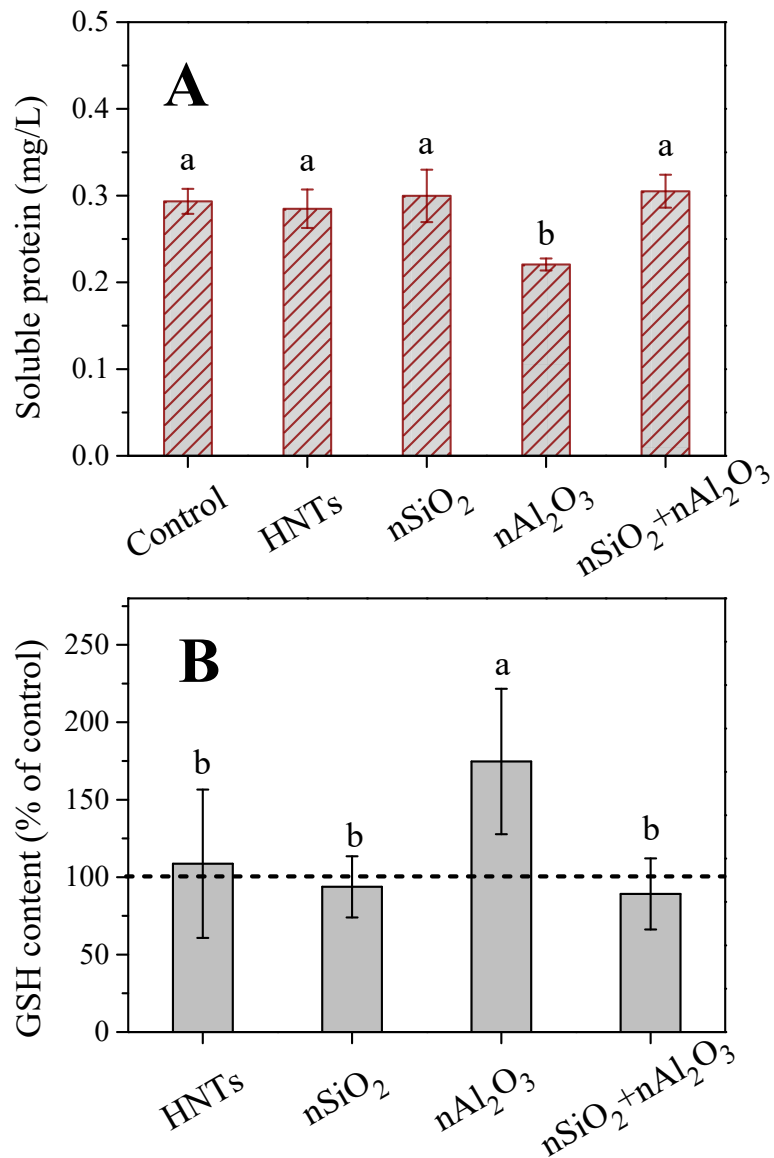 A
Soluble protein (mg/L)
0.5
0.4
0.3
0.2
0.1
0.0
a
a
a
b
a
Control
HNTs
nSiO₂
nAl₂O₃
nSiO₂+nAl₂O₃
B
GSH content (% of control)
250
200
150
100
50
0
b
b
a
b
HNTs
nSiO₂
nAl₂O₃
nSiO₂+nAl₂O₃